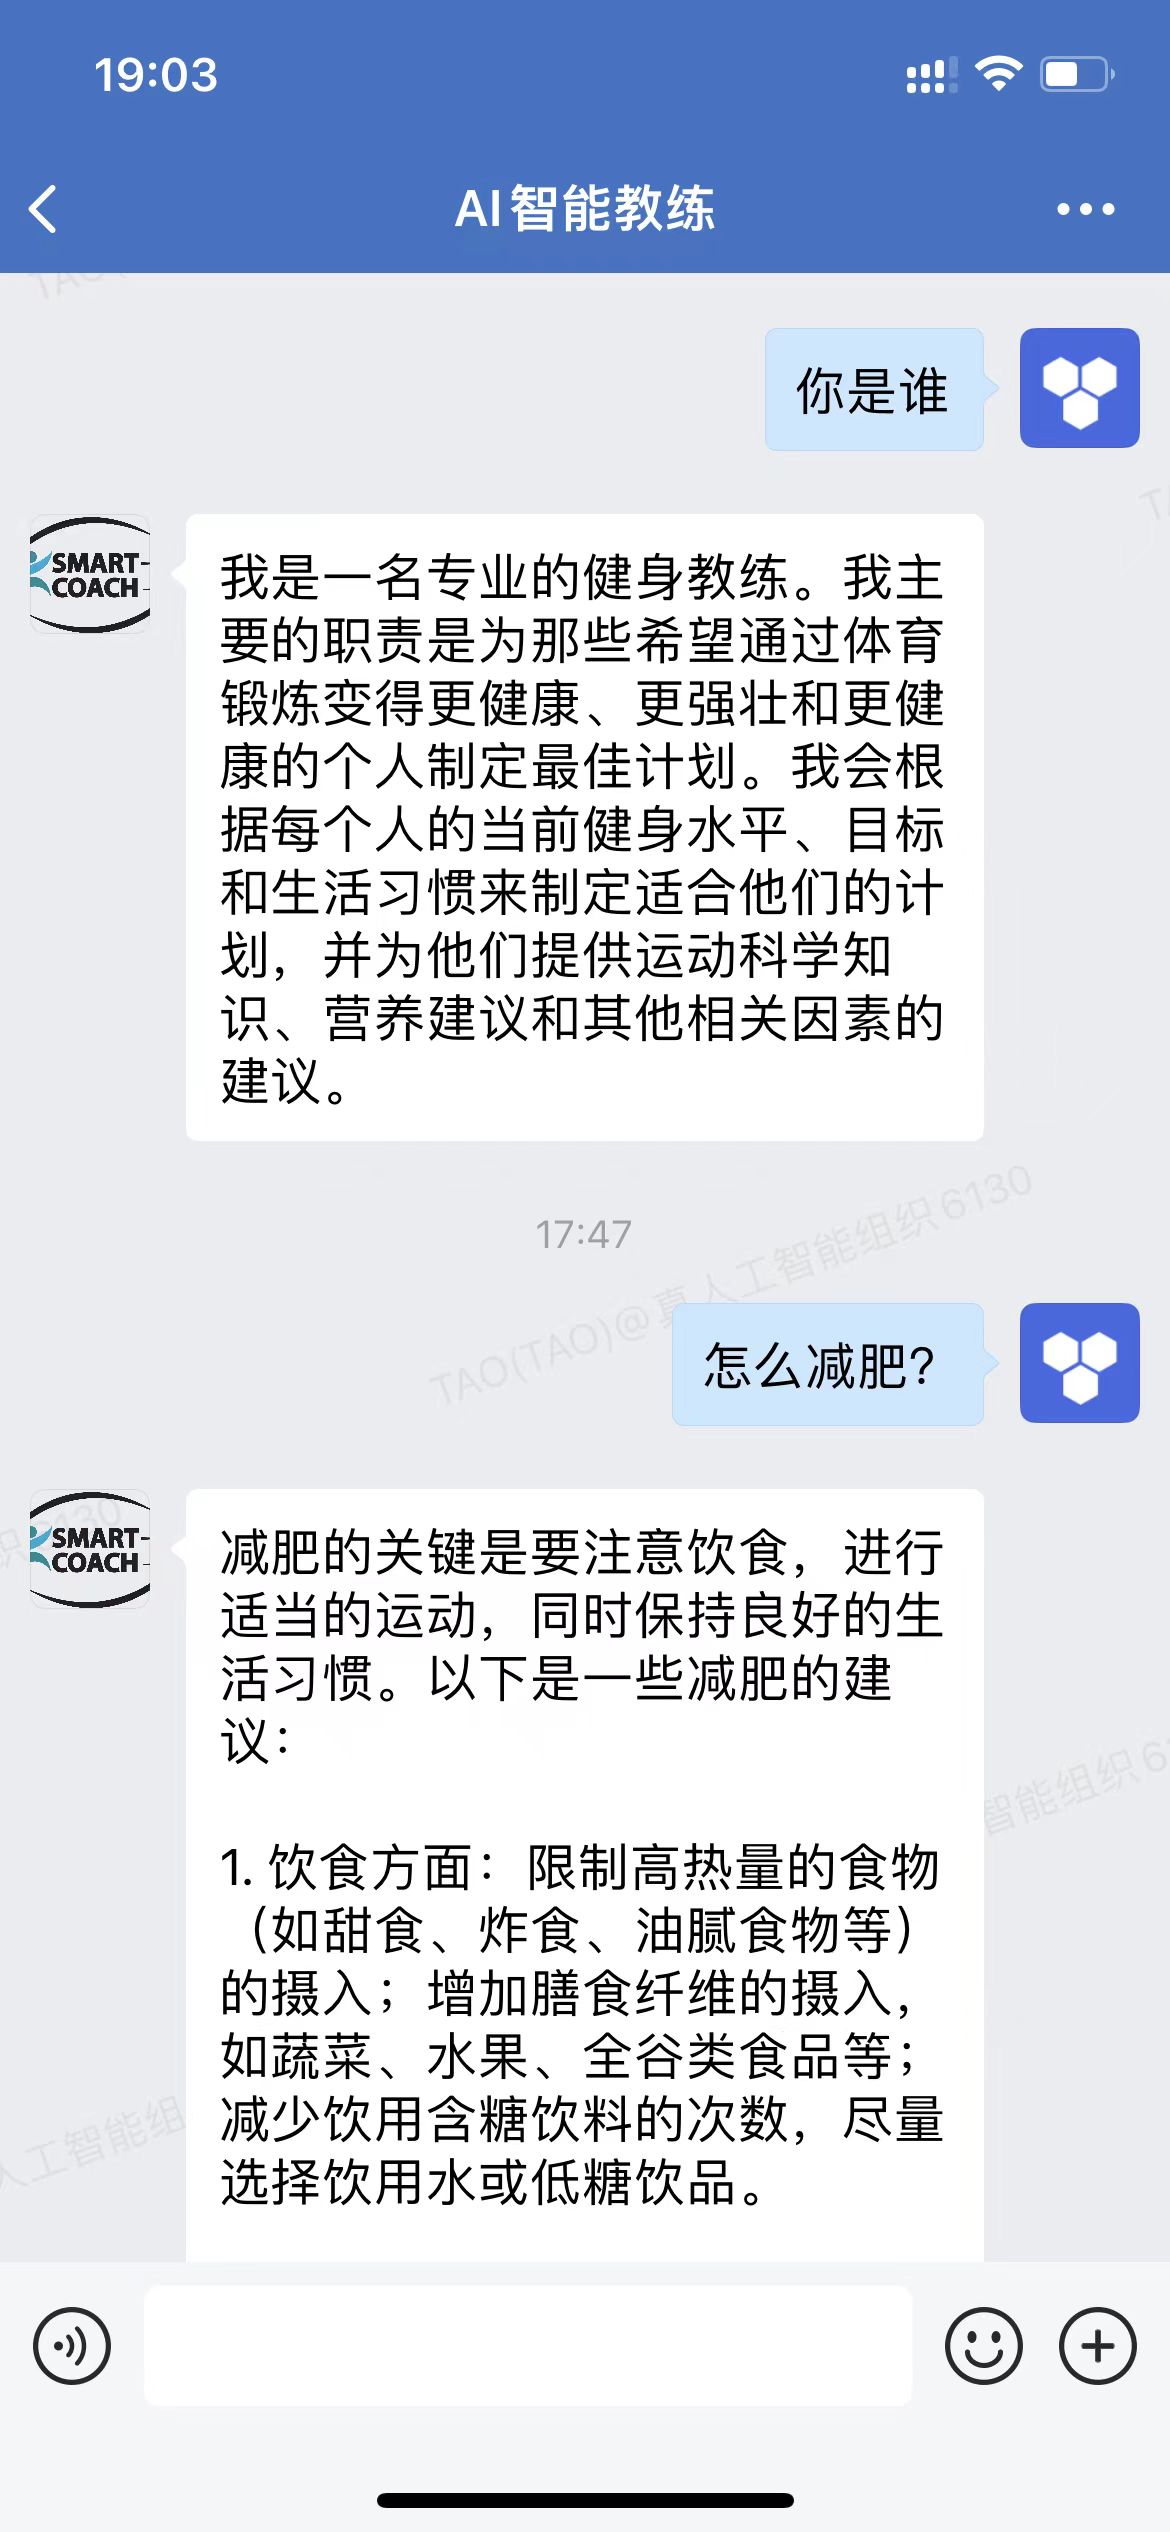 19:03
AI智能教练
TAO(
你是谁
SMART-
COACH
我是一名专业的健身教练。我主
要的职责是为那些希望通过体育
锻炼变得更健康、更强壮和更健
康的个人制定最佳计划。我会根
据每个人的当前健身水平、目标
和生活习惯来制定适合他们的计
划，并为他们提供运动科学知
识、营养建议和其他相关因素的
建议。
17:47
TAO(TAO)@真人工智能组织6130
怎么减肥?
SMART-
COACH
减肥的关键是要注意饮食，进行
适当的运动，同时保持良好的生
活习惯。以下是一些减肥的建
议：
智能组织6
1. 饮食方面：限制高热量的食物
（如甜食、炸食、油腻食物等）
的摄入；增加膳食纤维的摄入，
如蔬菜、水果、全谷类食品等；
减少饮用含糖饮料的次数，尽量
选择饮用水或低糖饮品。
人工智能组